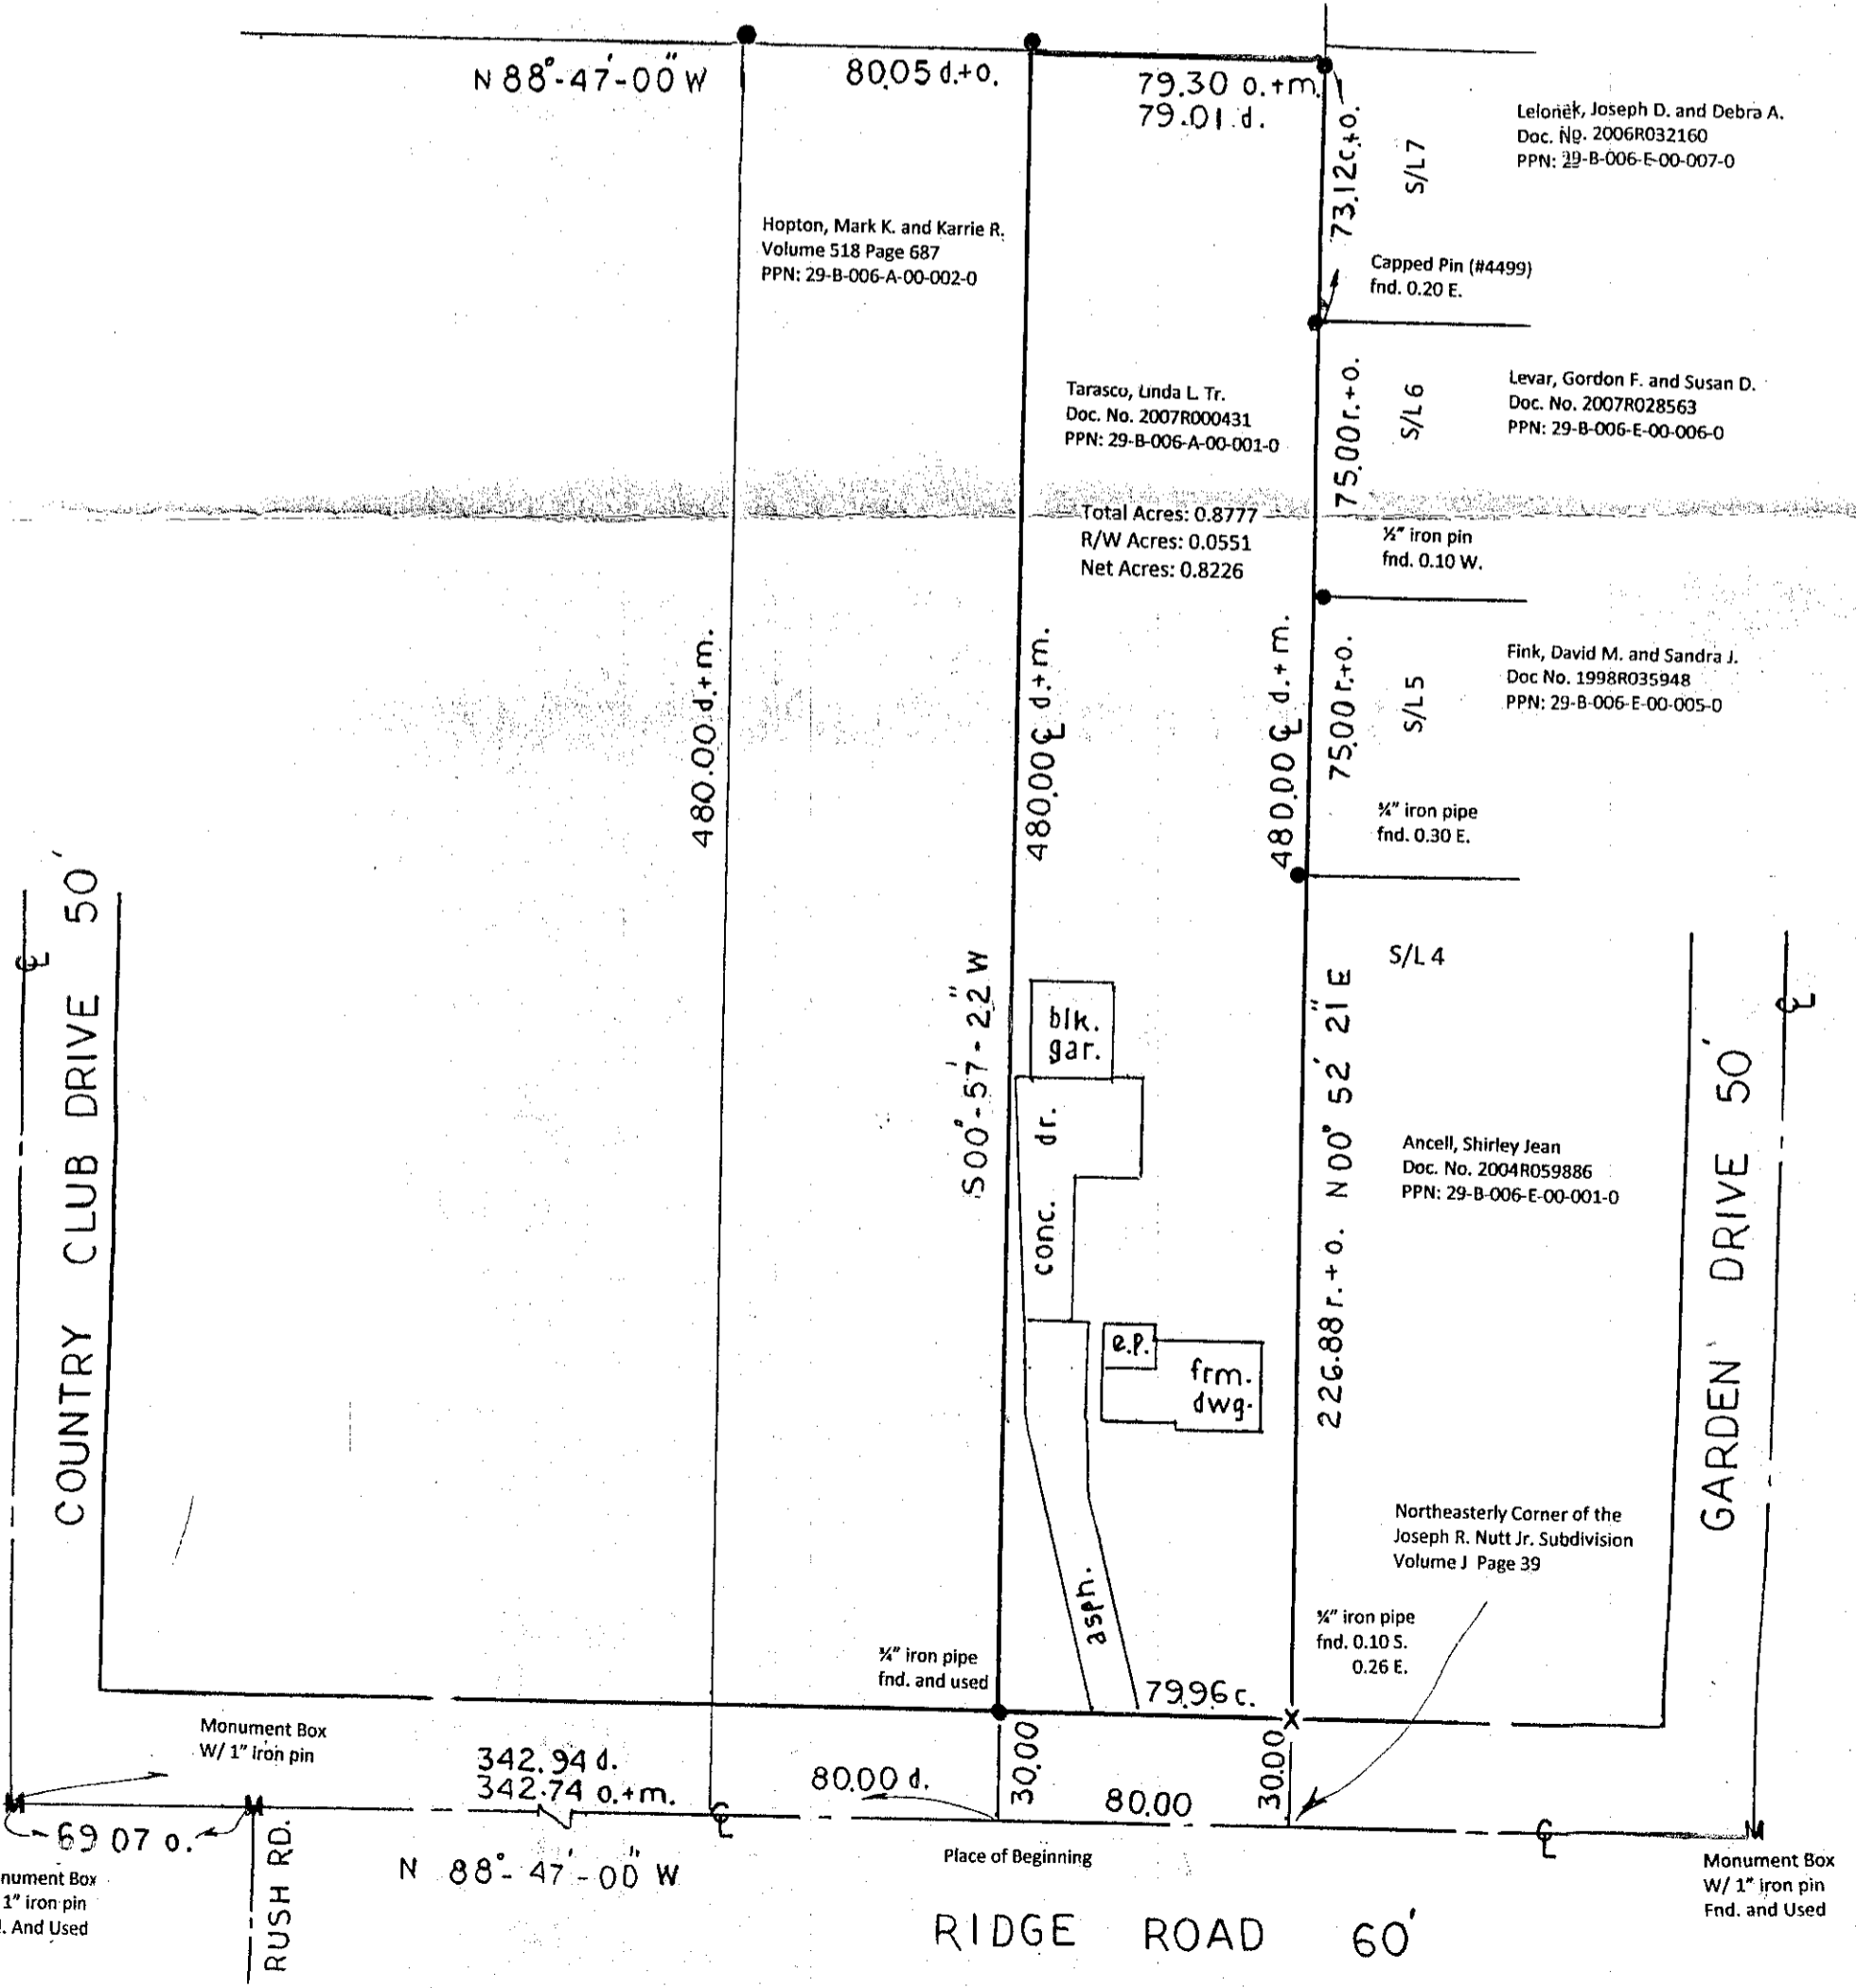 N 88°-47'-00" W
80.05 d.+o.
79.30 o.+m.
79.01 d.
73.12 c.+o.
S/L7
Lelonek, Joseph D. and Debra A.
Doc. No. 2006R032160
PPN: 29-B-006-E-00-007-0
Hopton, Mark K. and Karrie R.
Volume 518 Page 687
PPN: 29-B-006-A-00-002-0
Capped Pin (#4499)
fnd. 0.20 E.
Tarasco, Linda L. Tr.
Doc. No. 2007R000431
PPN: 29-B-006-A-00-001-0
75.00 r.+o.
S/L 6
Levar, Gordon F. and Susan D.
Doc. No. 2007R028563
PPN: 29-B-006-E-00-006-0
Total Acres: 0.8777
R/W Acres: 0.0551
Net Acres: 0.8226
½" iron pin
fnd. 0.10 W.
480.00 d.+m.
480.00 ℄ d.+m.
480.00 ℄ d.+m.
75.00 r.+o.
S/L 5
Fink, David M. and Sandra J.
Doc No. 1998R035948
PPN: 29-B-006-E-00-005-0
¾" iron pipe
fnd. 0.30 E.
COUNTRY CLUB DRIVE 50'
℄
S00°-57'-22" W
blk.
gar.
conc. dr.
226.88 r.+o. N 00° 52' 21" E
S/L 4
Ancell, Shirley Jean
Doc. No. 2004R059886
PPN: 29-B-006-E-00-001-0
GARDEN DRIVE 50'
℄
e.p.
frm.
dwg.
asph.
Northeasterly Corner of the
Joseph R. Nutt Jr. Subdivision
Volume J Page 39
¾" iron pipe
fnd. 0.10 S.
0.26 E.
¾" iron pipe
fnd. and used
79.96 c.
x
Monument Box
W/ 1" iron pin
342.94 d.
342.74 o.+m.
80.00 d.
30.00
80.00
30.00
M
M
℄
℄
M
69 07 o.
RUSH RD.
N 88°-47'-00" W
Place of Beginning
nument Box
1" iron pin
. And Used
Monument Box
W/ 1" iron pin
Fnd. and Used
RIDGE ROAD 60'